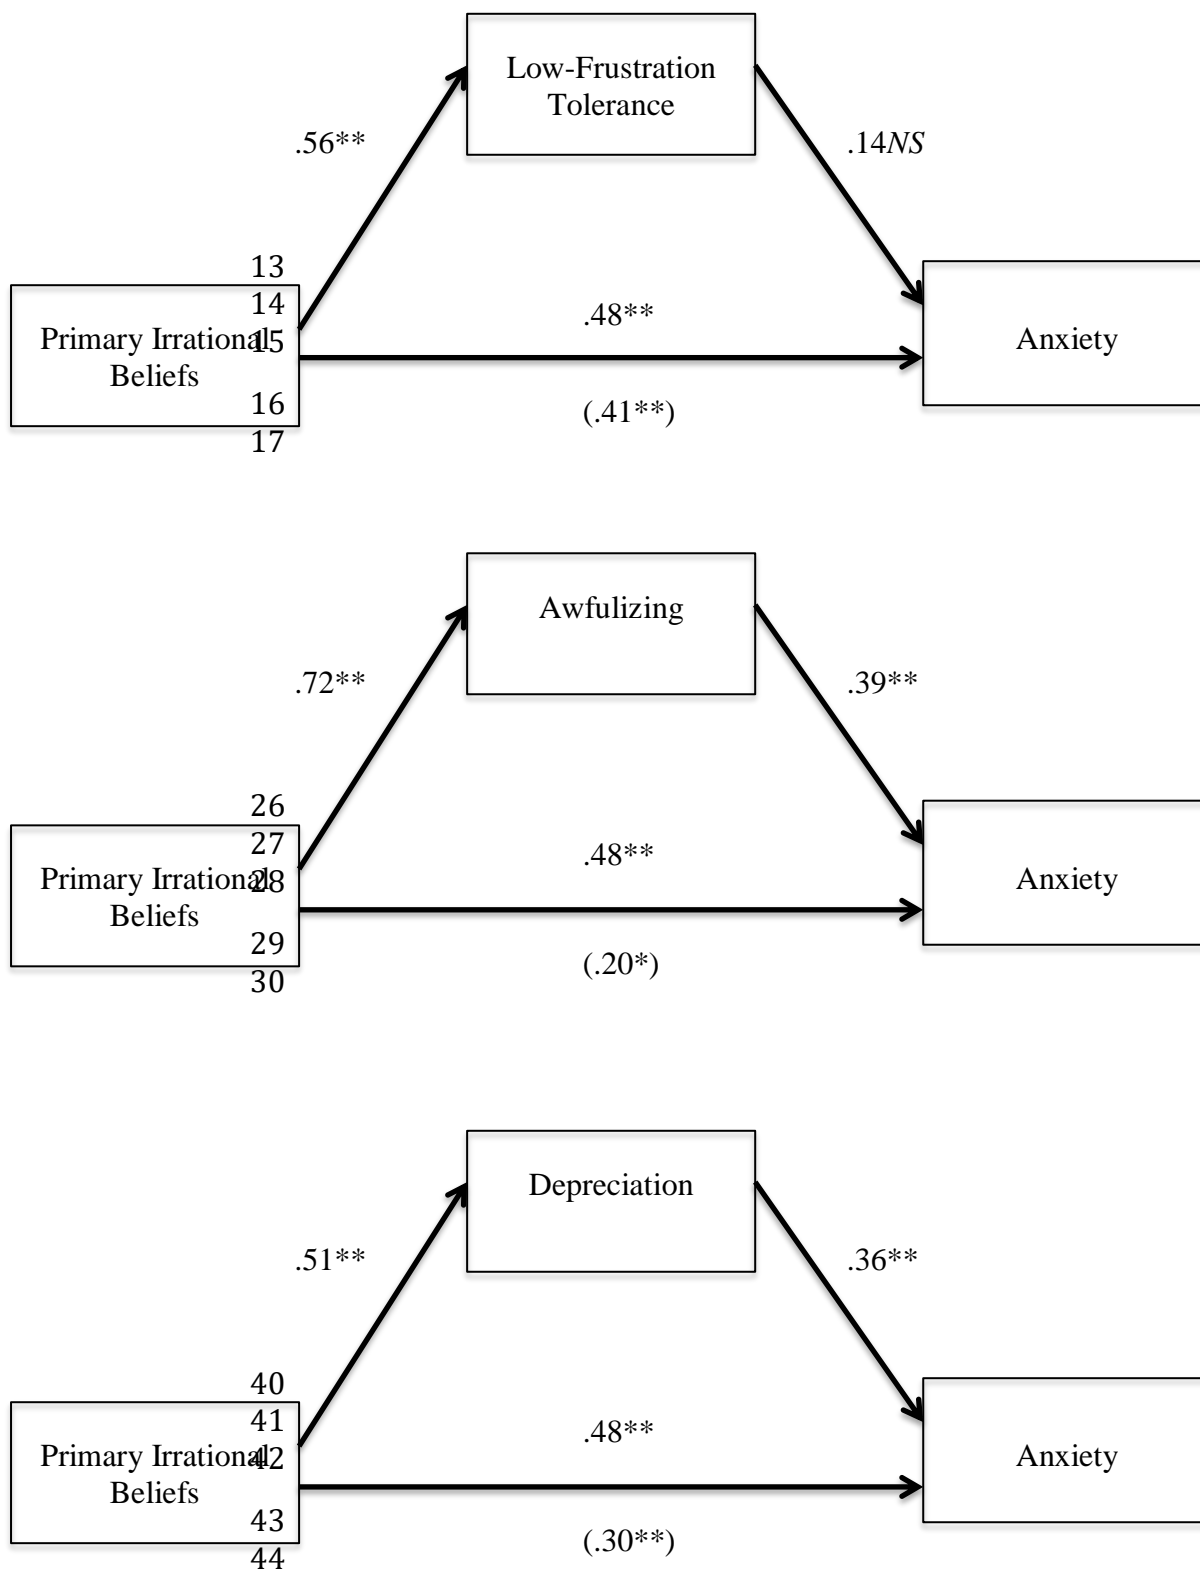 Low-Frustration
Tolerance
.56**
.14NS
13
14
.48**
Primary Irrational
15
Anxiety
Beliefs
16
(.41**)
17
Awfulizing
.72**
.39**
26
27
.48**
Primary Irrational
28
Anxiety
Beliefs
29
(.20*)
30
Depreciation
.51**
.36**
40
41
.48**
Primary Irrational
42
Anxiety
Beliefs
43
(.30**)
44